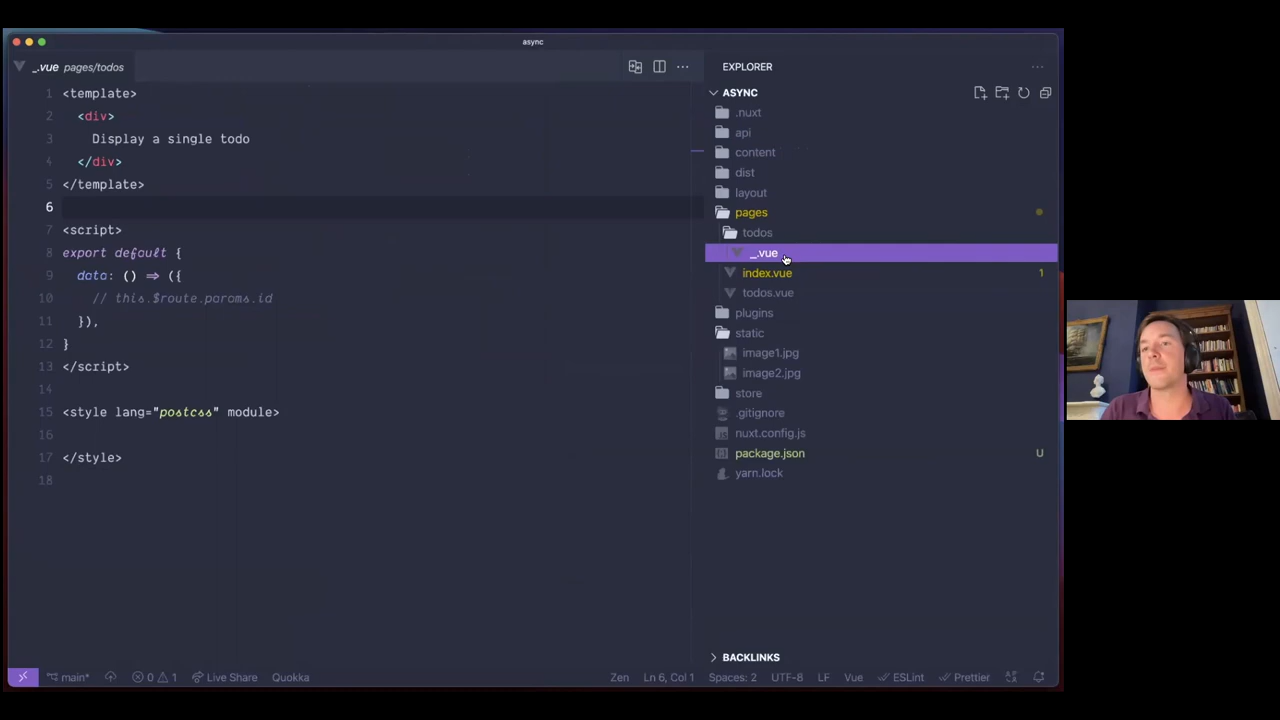 async
_.vue pages/todos
1 <template>
2 <div>
3 Display a single todo
4 </div>
5 </template>
6
7 <script>
8 export default {
9 data: () => ({
10 // this.$route.params.id
11 }),
12 }
13 </script>
14
15 <style lang="postcss" module>
16
17 </style>
18
EXPLORER
ASYNC
.nuxt
api
content
dist
layout
pages
todos
_.vue
index.vue 1
todos.vue
plugins
static
image1.jpg
image2.jpg
store
.gitignore
nuxt.config.js
package.json U
yarn.lock
BACKLINKS
main* 0 1 Live Share Quokka Zen Ln 6, Col 1 Spaces: 2 UTF-8 LF Vue ESLint Prettier